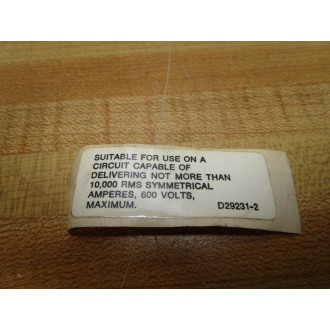 SUITABLE FOR USE ON A
CIRCUIT CAPABLE OF
DELIVERING NOT MORE THAN
10,000 RMS SYMMETRICAL
AMPERES, 600 VOLTS,
MAXIMUM. D29231-2